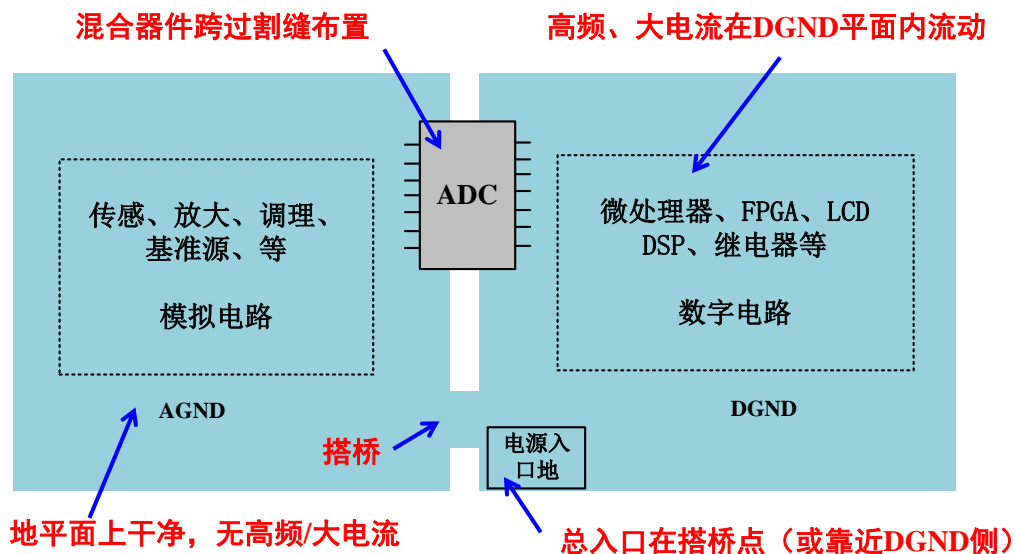 混合器件跨过割缝布置
高频、大电流在DGND平面内流动
ADC
传感、放大、调理、
基准源、等
模拟电路
微处理器、FPGA、LCD
DSP、继电器等
数字电路
AGND
DGND
搭桥
电源入
口地
地平面上干净，无高频/大电流
总入口在搭桥点（或靠近DGND侧）